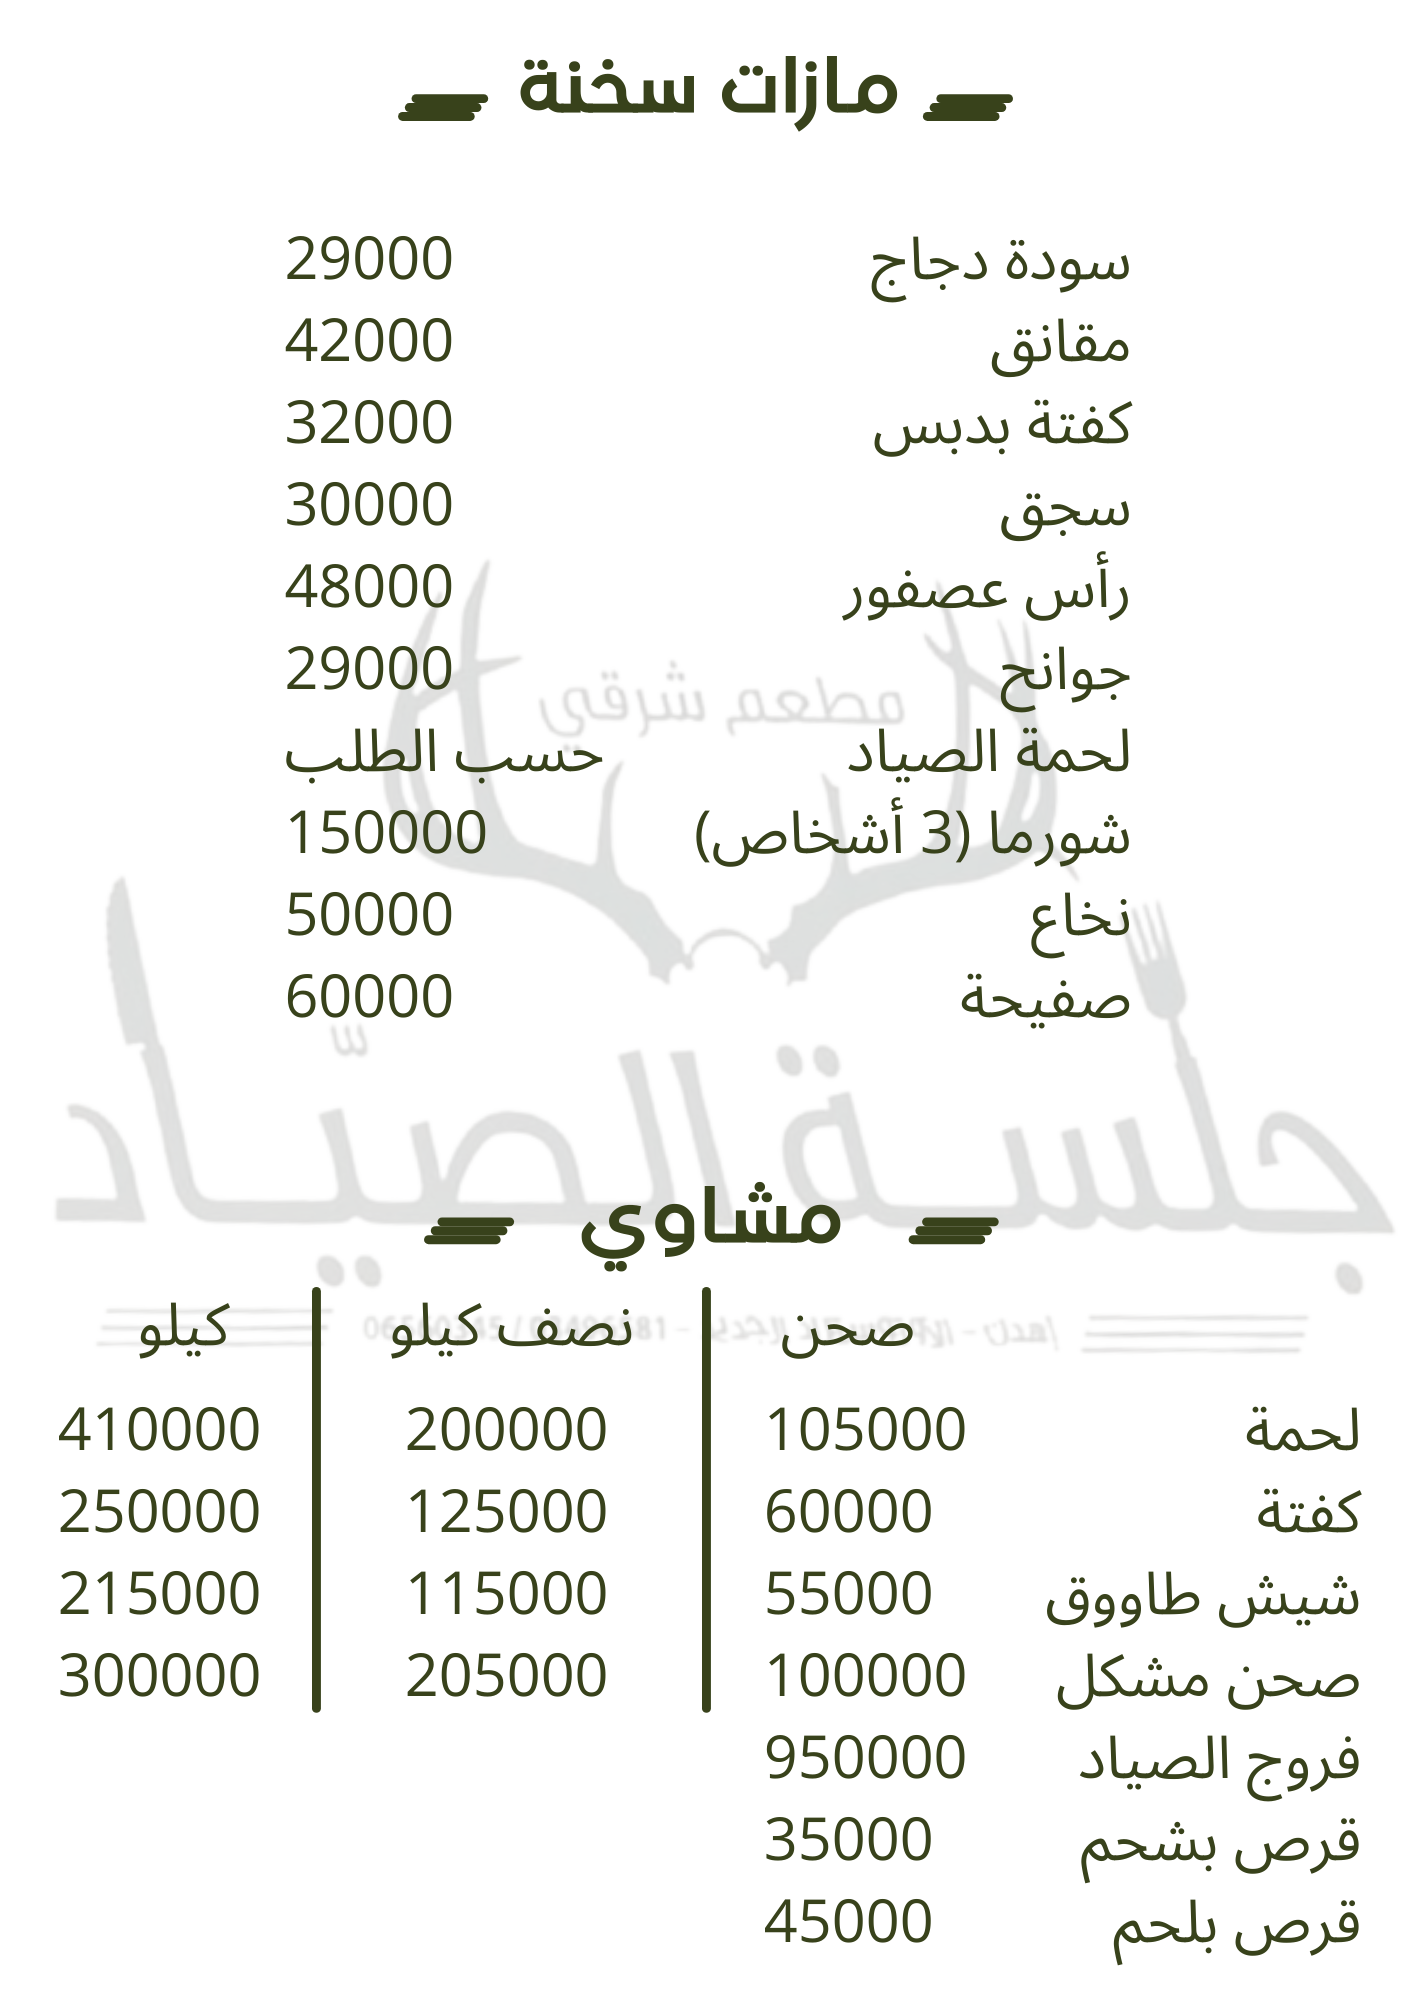 مازات سخنة
سودة دجاج 29000
مقانق 42000
كفتة بدبس 32000
سجق 30000
رأس عصفور 48000
جوانح 29000
مطعم شرقي
لحمة الصياد حسب الطلب
شورما (3 أشخاص) 150000
نخاع 50000
صفيحة 60000
جلسة الصيّاد
مشاوي
صحن نصف كيلو كيلو
لحمة 105000 200000 410000
كفتة 60000 125000 250000
شيش طاووق 55000 115000 215000
صحن مشكل 100000 205000 300000
فروج الصياد 950000
قرص بشحم 35000
قرص بلحم 45000